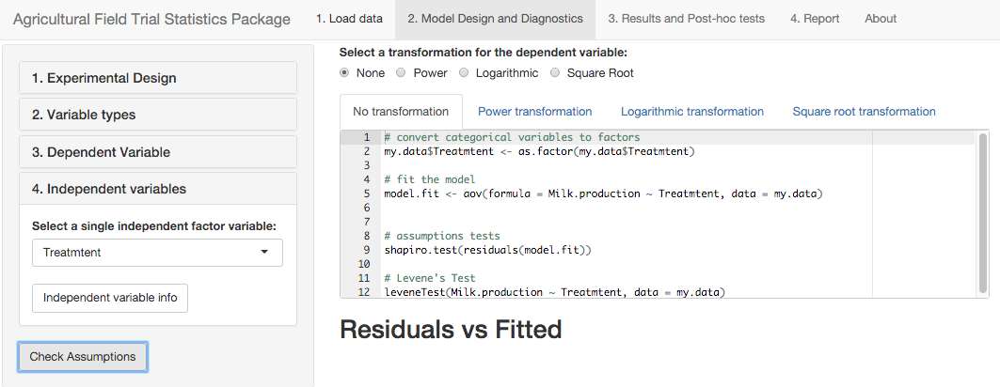 Agricultural Field Trial Statistics Package 1. Load data 2. Model Design and Diagnostics 3. Results and Post-hoc tests 4. Report About
1. Experimental Design
2. Variable types
3. Dependent Variable
4. Independent variables
Select a single independent factor variable:
Treatmtent
Independent variable info
Check Assumptions
Select a transformation for the dependent variable:
None Power Logarithmic Square Root
No transformation Power transformation Logarithmic transformation Square root transformation
1 # convert categorical variables to factors
2 my.data$Treatmtent <- as.factor(my.data$Treatmtent)
3
4 # fit the model
5 model.fit <- aov(formula = Milk.production ~ Treatmtent, data = my.data)
6
7
8 # assumptions tests
9 shapiro.test(residuals(model.fit))
10
11 # Levene's Test
12 leveneTest(Milk.production ~ Treatmtent, data = my.data)
Residuals vs Fitted